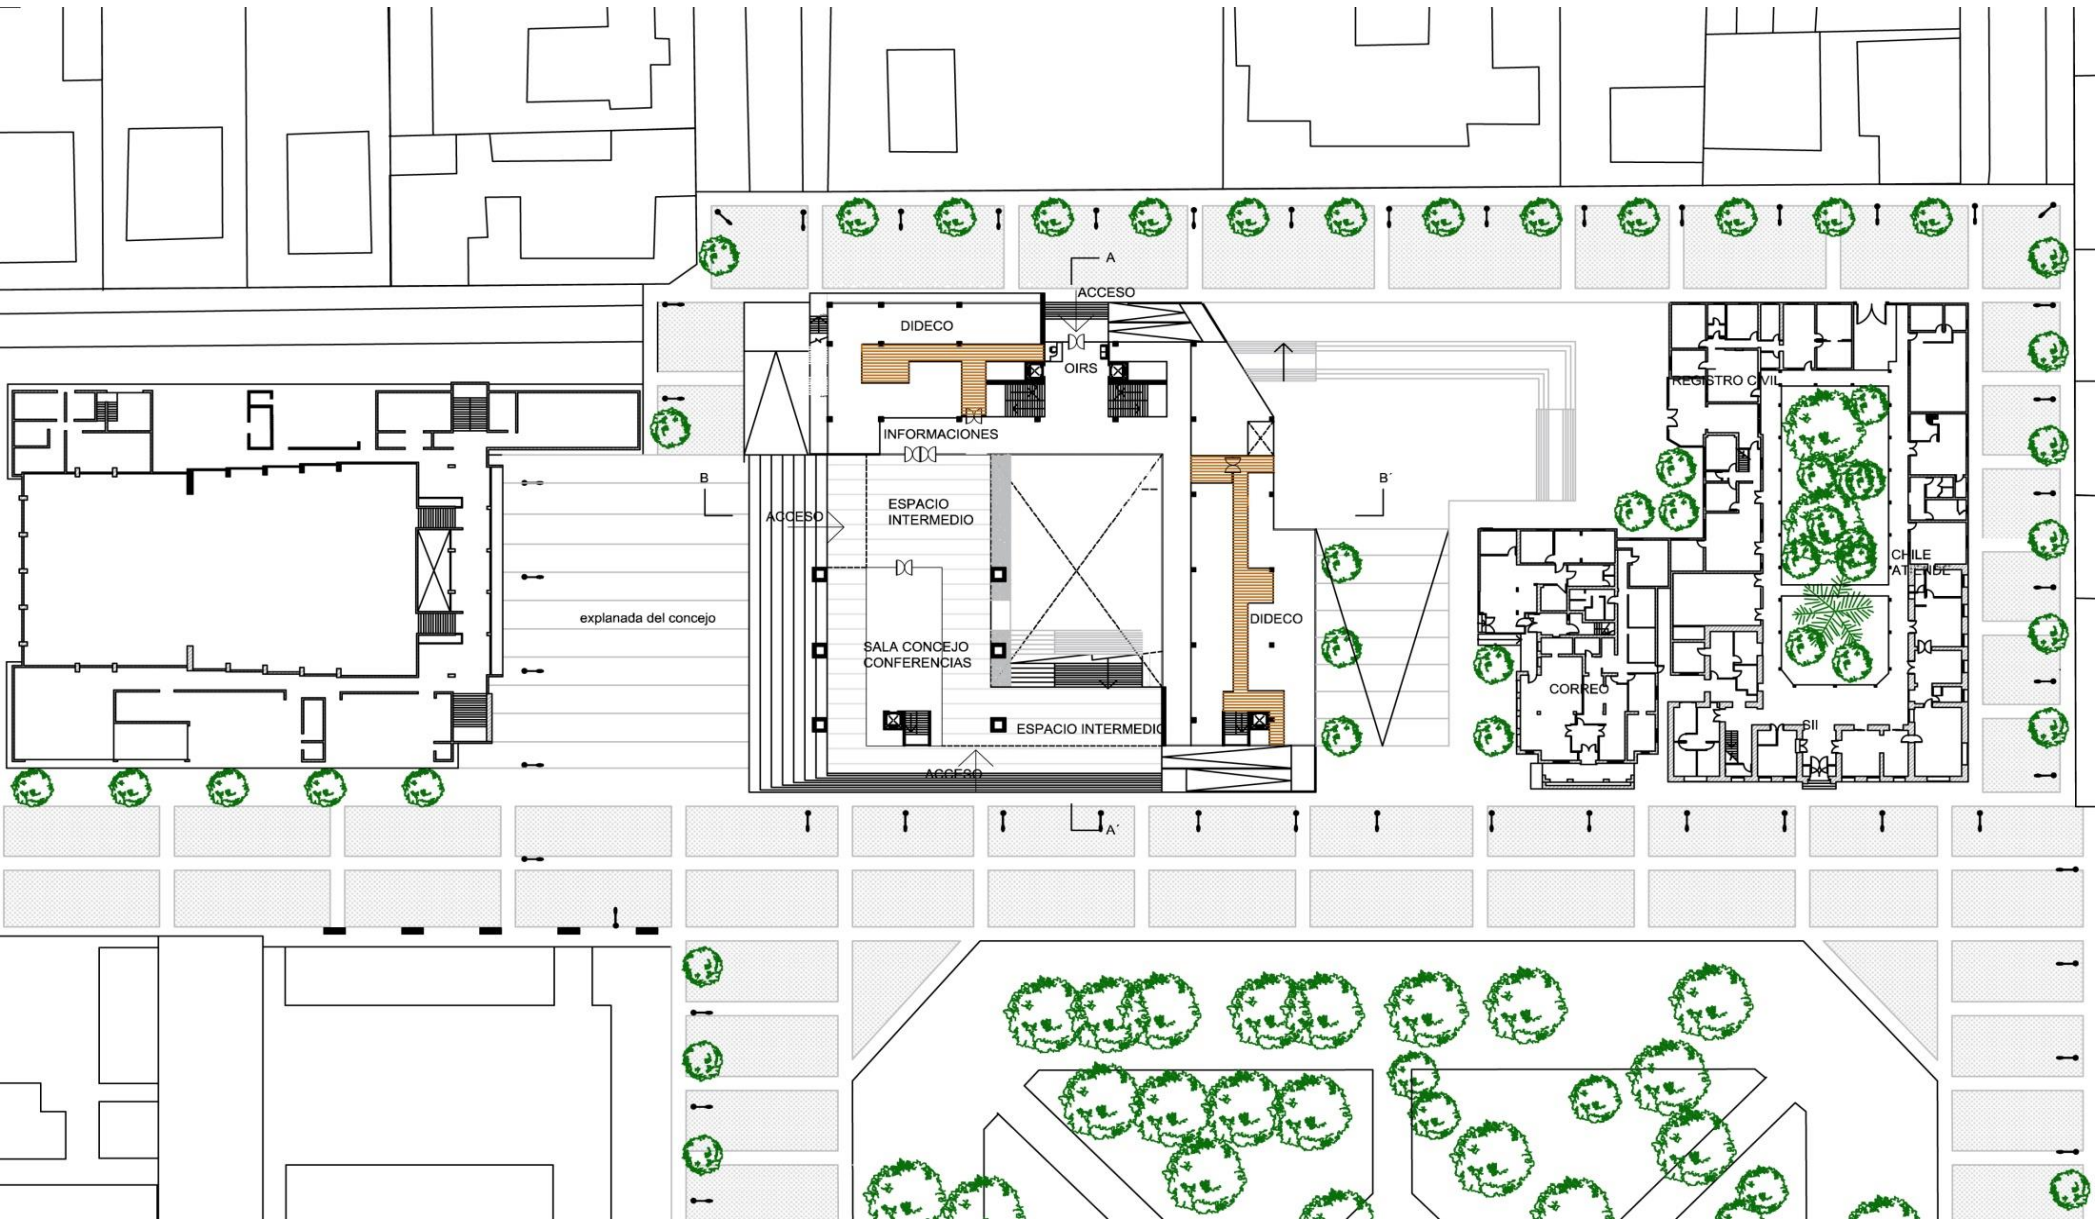 A
ACCESO
DIDECO
OIRS
REGISTRO CIVIL
INFORMACIONES
B
B´
ACCESO
ESPACIO
INTERMEDIO
CHILE
ATIENDE
explanada del concejo
DIDECO
SALA CONCEJO
CONFERENCIAS
CORREO
SII
ESPACIO INTERMEDIO
ACCESO
A´